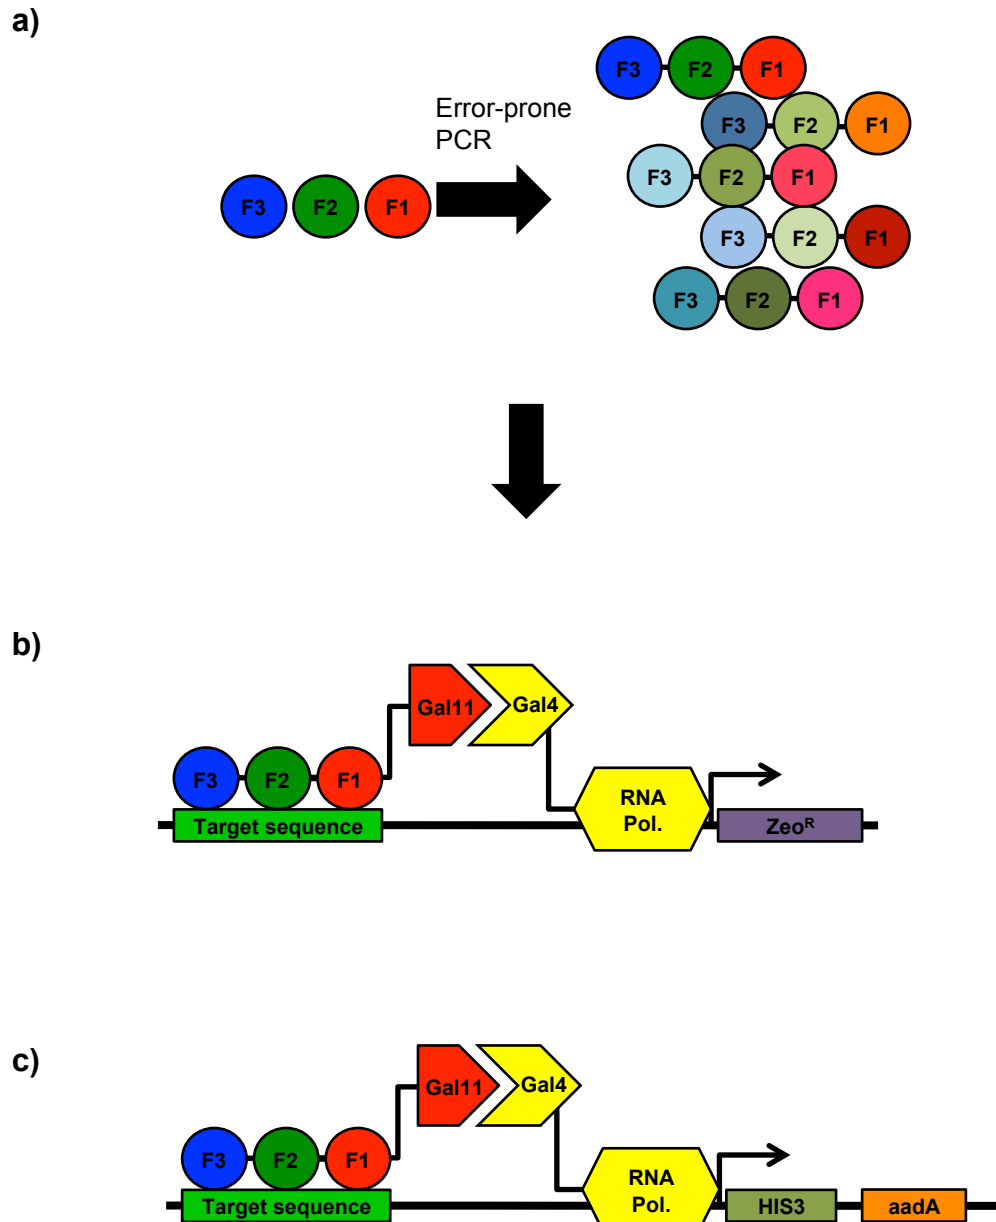 a)
F3 F2 F1
Error-prone
PCR
F3 F2 F1
F3 F2 F1
F3 F2 F1
F3 F2 F1
F3 F2 F1
b)
Gal11 Gal4
F3 F2 F1
RNA
Pol.
Target sequence
Zeo^R
c)
Gal11 Gal4
F3 F2 F1
RNA
Pol.
Target sequence
HIS3 aadA